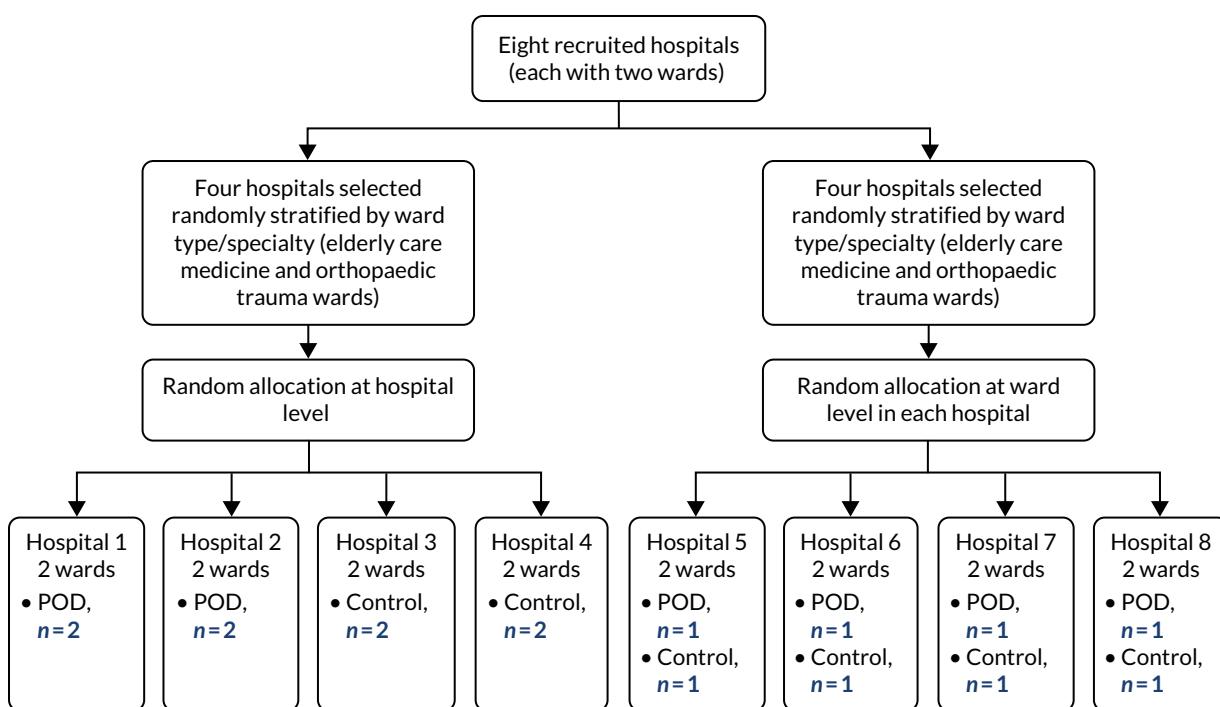 Eight recruited hospitals
(each with two wards)
Four hospitals selected
randomly stratified by ward
type/specialty (elderly care
medicine and orthopaedic
trauma wards)
Four hospitals selected
randomly stratified by ward
type/specialty (elderly care
medicine and orthopaedic
trauma wards)
Random allocation at hospital
level
Random allocation at ward
level in each hospital
Hospital 1
2 wards
• POD,
n=2
Hospital 2
2 wards
• POD,
n=2
Hospital 3
2 wards
• Control,
n=2
Hospital 4
2 wards
• Control,
n=2
Hospital 5
2 wards
• POD,
n=1
• Control,
n=1
Hospital 6
2 wards
• POD,
n=1
• Control,
n=1
Hospital 7
2 wards
• POD,
n=1
• Control,
n=1
Hospital 8
2 wards
• POD,
n=1
• Control,
n=1